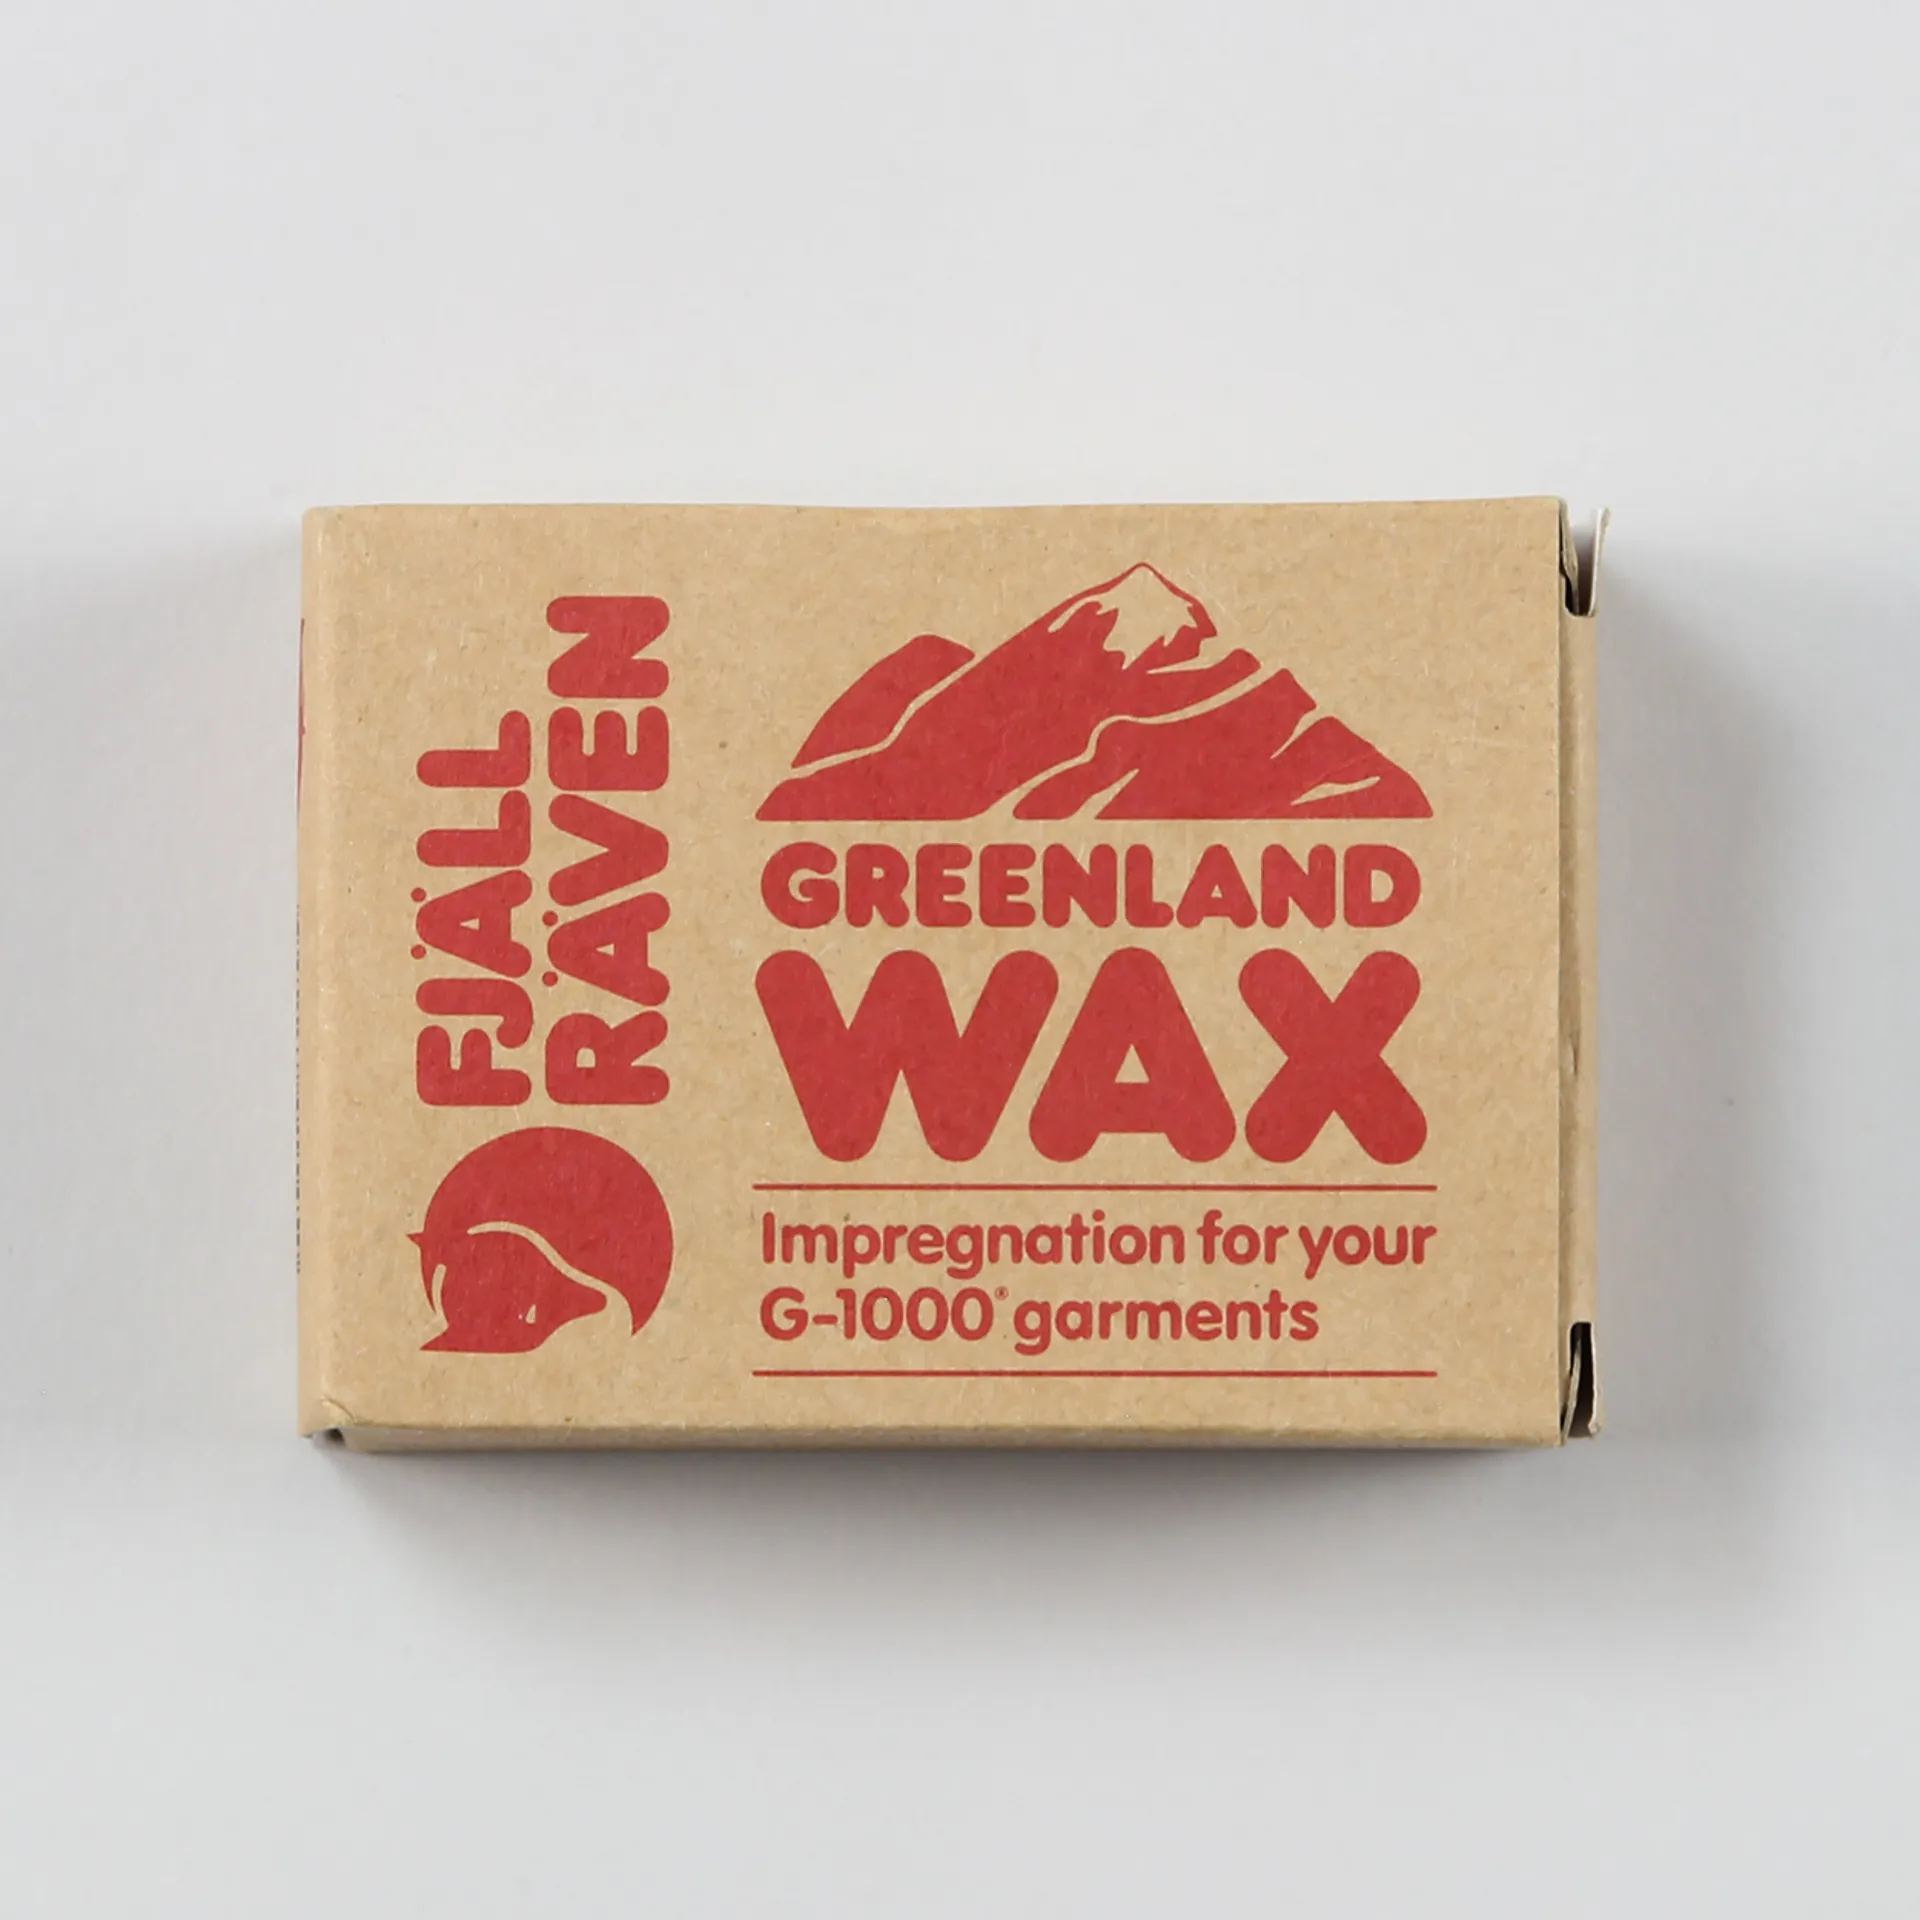 FJÄLL
RÄVEN
GREENLAND
WAX
Impregnation for your
G-1000® garments